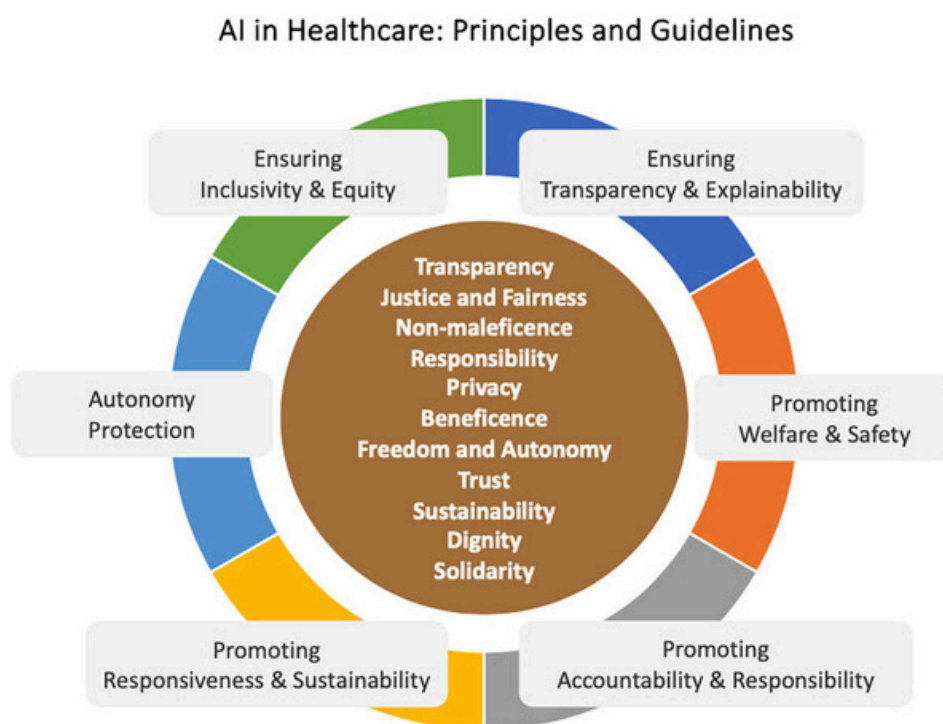 AI in Healthcare: Principles and Guidelines
Ensuring
Inclusivity & Equity
Ensuring
Transparency & Explainability
Transparency
Justice and Fairness
Non-maleficence
Responsibility
Privacy
Beneficence
Freedom and Autonomy
Trust
Sustainability
Dignity
Solidarity
Autonomy
Protection
Promoting
Welfare & Safety
Promoting
Responsiveness & Sustainability
Promoting
Accountability & Responsibility